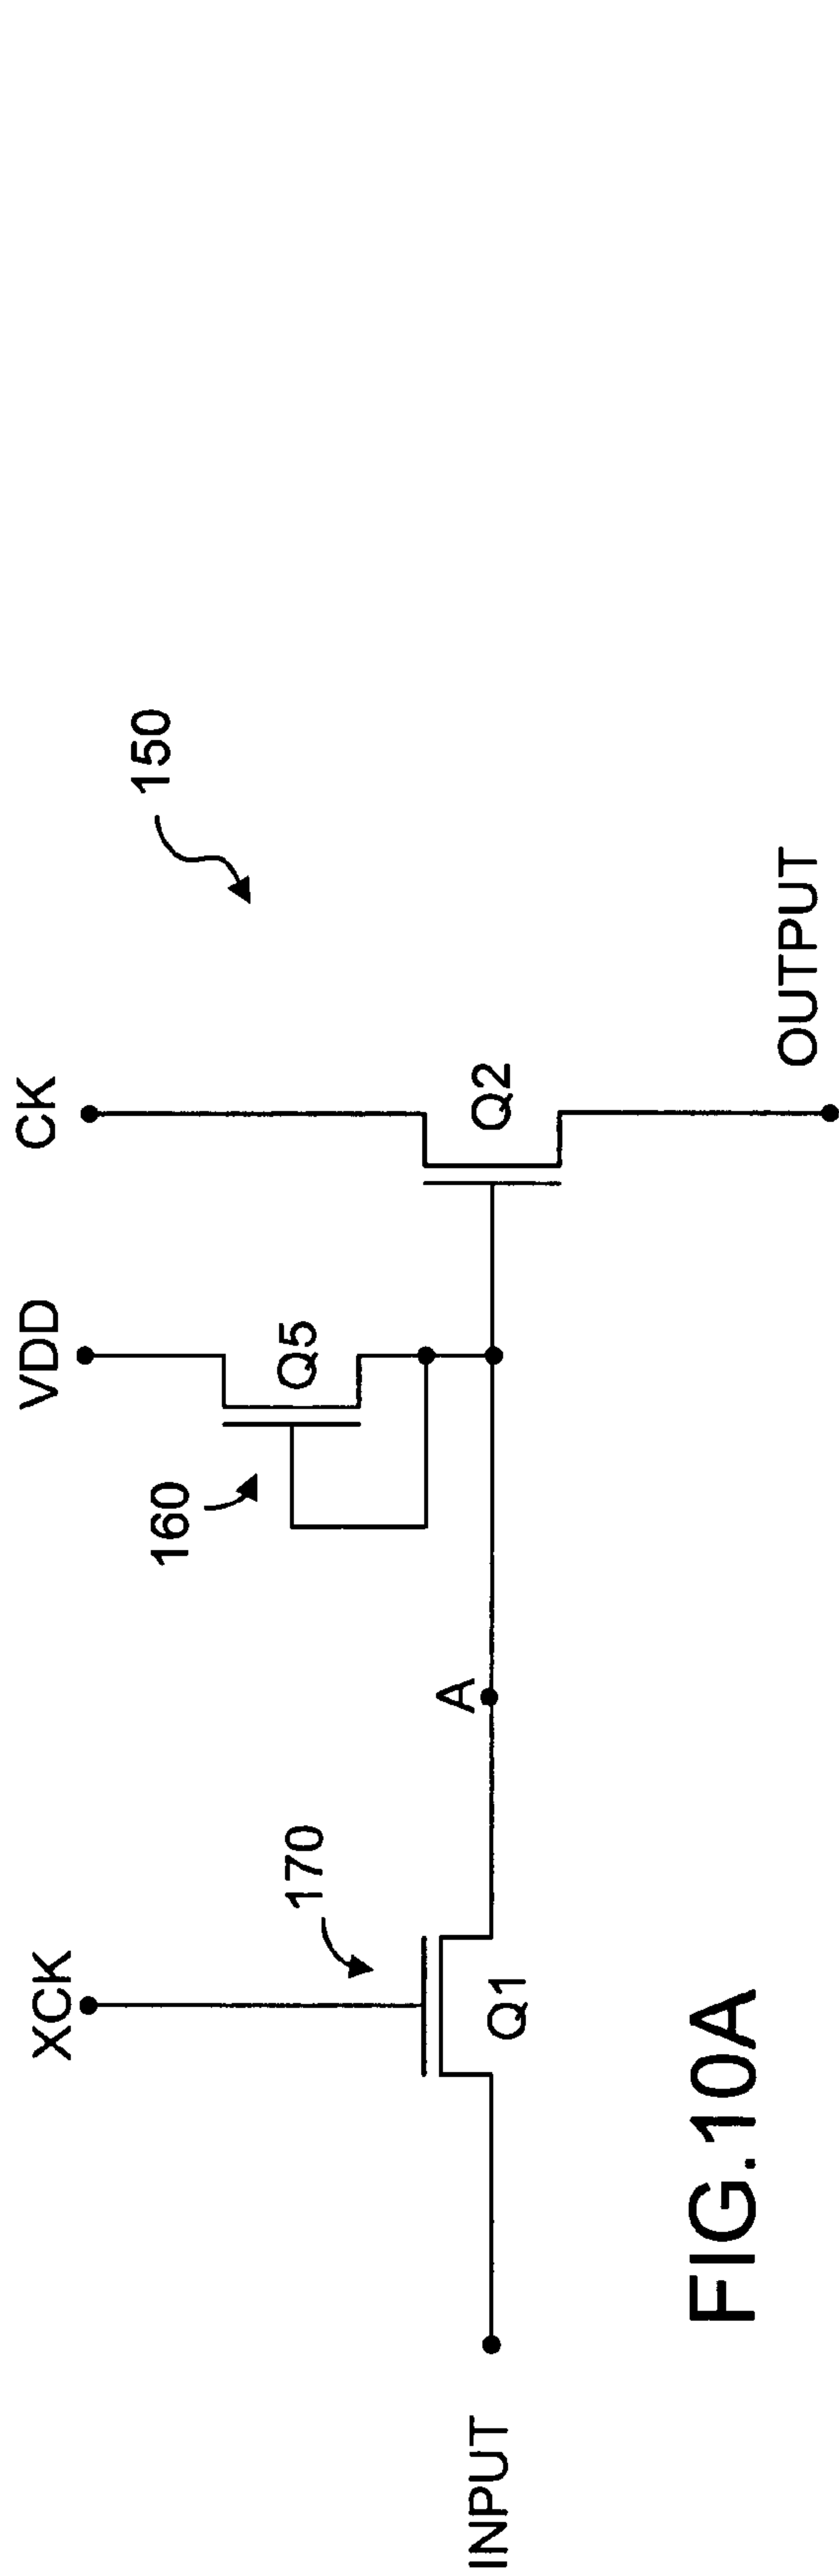 XCK
VDD
CK
150
160
Q5
170
A
Q2
Q1
INPUT
OUTPUT
FIG.10A